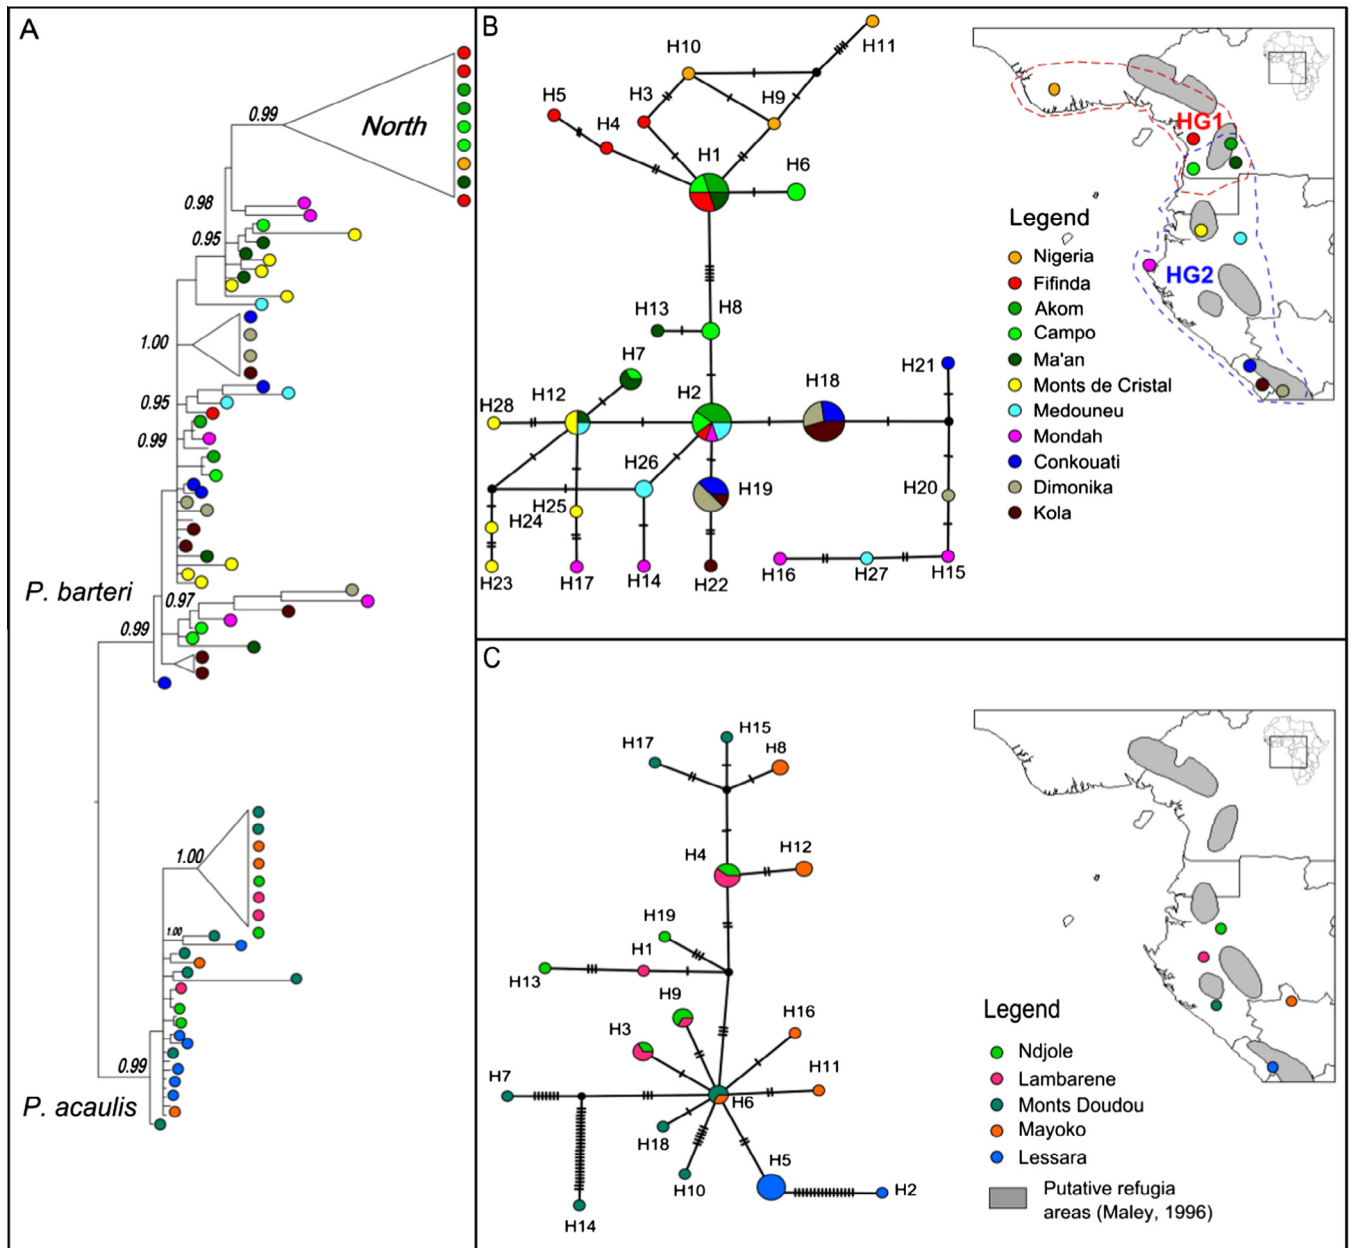 A
0.99
North
0.98
0.95
1.00
0.95
0.99
P. barteri
0.97
0.99
1.00
1.00
0.99
P. acaulis
B
H10
H11
H5
H3
H9
H4
H1
H6
H13
H8
H7
H21
H28
H12
H2
H18
H26
H19
H20
H24
H25
H23
H17
H14
H22
H16
H27
H15
HG1
HG2
Legend
Nigeria
Fifinda
Akom
Campo
Ma'an
Monts de Cristal
Medouneu
Mondah
Conkouati
Dimonika
Kola
C
H15
H17
H8
H4
H12
H19
H1
H13
H9
H16
H3
H11
H7
H6
H18
H5
H10
H2
H14
Legend
Ndjole
Lambarene
Monts Doudou
Mayoko
Lessara
Putative refugia
areas (Maley, 1996)